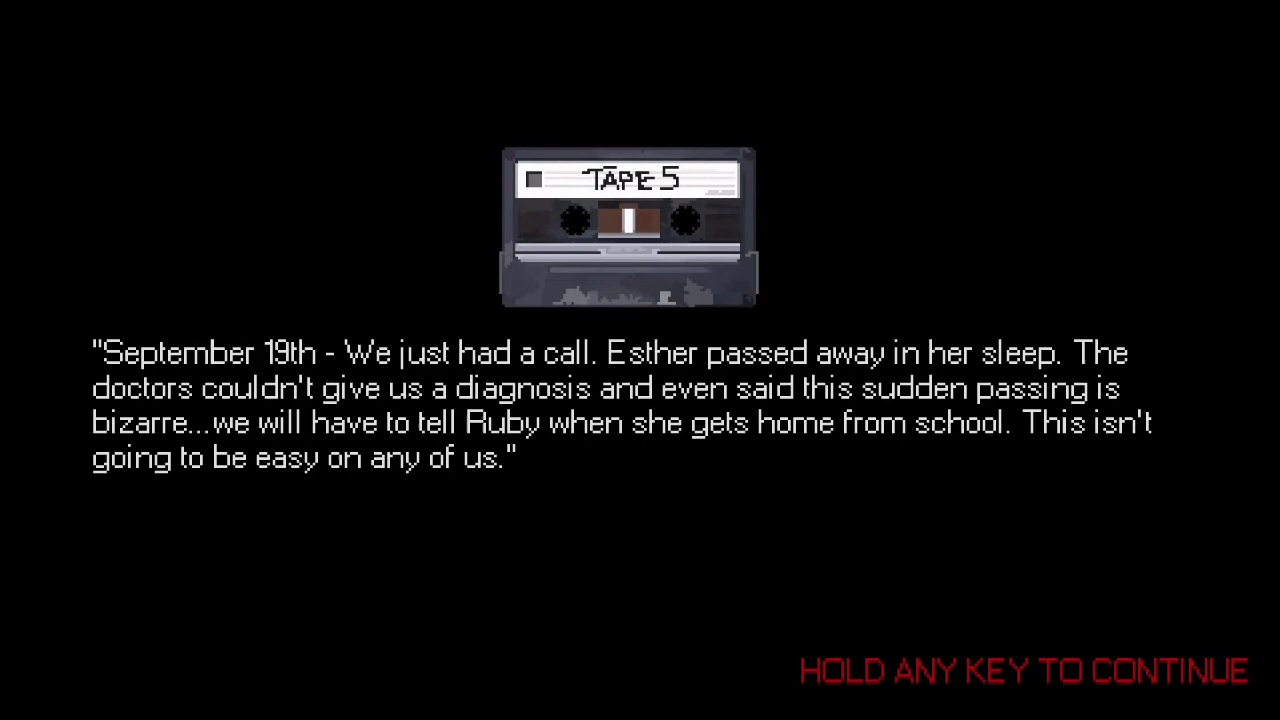 TAPE 5
"September 19th - We just had a call. Esther passed away in her sleep. The
doctors couldn't give us a diagnosis and even said this sudden passing is
bizarre...we will have to tell Ruby when she gets home from school. This isn't
going to be easy on any of us."
HOLD ANY KEY TO CONTINUE